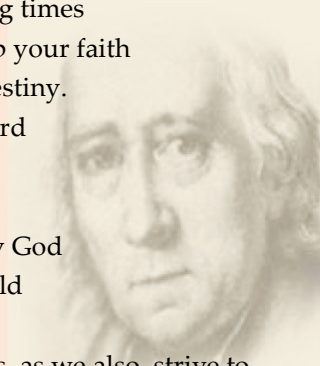 g times
your faith
estiny.
rd
God
ld
as we also, strive to